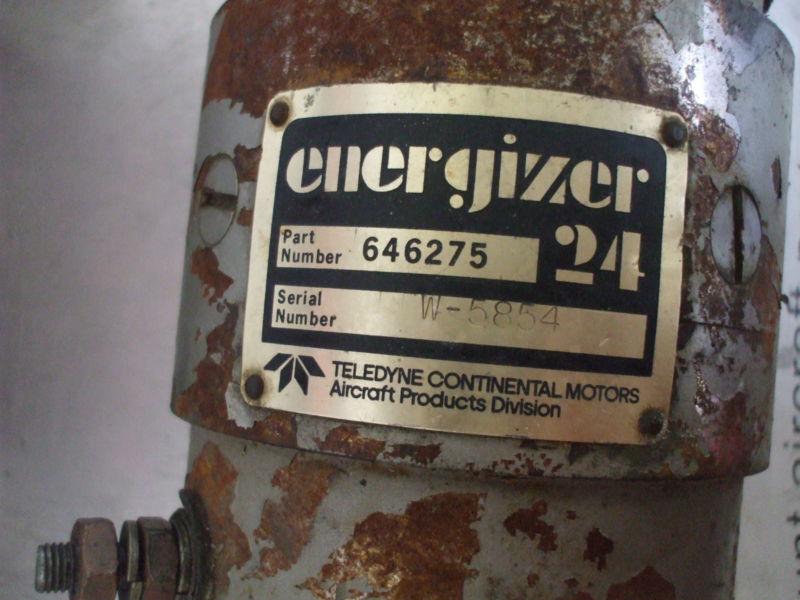 energizer
24
Part Number 646275
Serial Number W-5854
TELEDYNE CONTINENTAL MOTORS
Aircraft Products Division